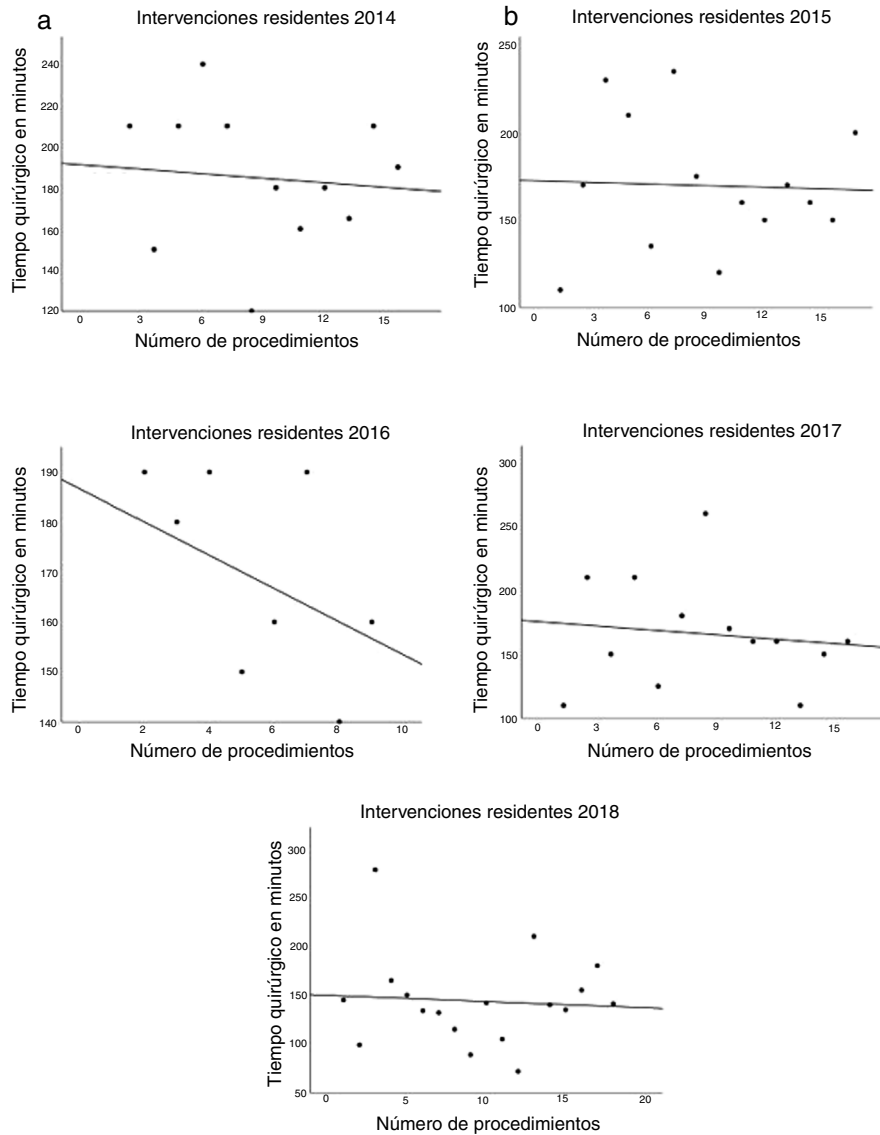 a
Intervenciones residentes 2014
Tiempo quirúrgico en minutos
240
220
200
180
160
140
120
0 3 6 9 12 15
Número de procedimientos
b
Intervenciones residentes 2015
Tiempo quirúrgico en minutos
250
200
150
100
0 3 6 9 12 15
Número de procedimientos
Intervenciones residentes 2016
Tiempo quirúrgico en minutos
190
180
170
160
150
140
0 2 4 6 8 10
Número de procedimientos
Intervenciones residentes 2017
Tiempo quirúrgico en minutos
300
250
200
150
100
0 3 6 9 12 15
Número de procedimientos
Intervenciones residentes 2018
Tiempo quirúrgico en minutos
300
250
200
150
100
50
0 5 10 15 20
Número de procedimientos